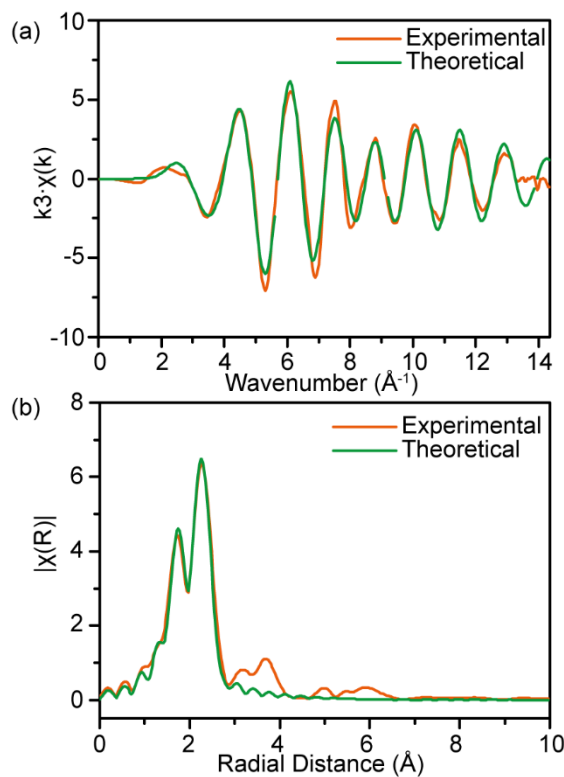 (a)
Experimental
Theoretical
10
5
0
-5
-10
k3·χ(k)
0 2 4 6 8 10 12 14
Wavenumber (Å⁻¹)
(b)
Experimental
Theoretical
8
6
4
2
0
|χ(R)|
0 2 4 6 8 10
Radial Distance (Å)